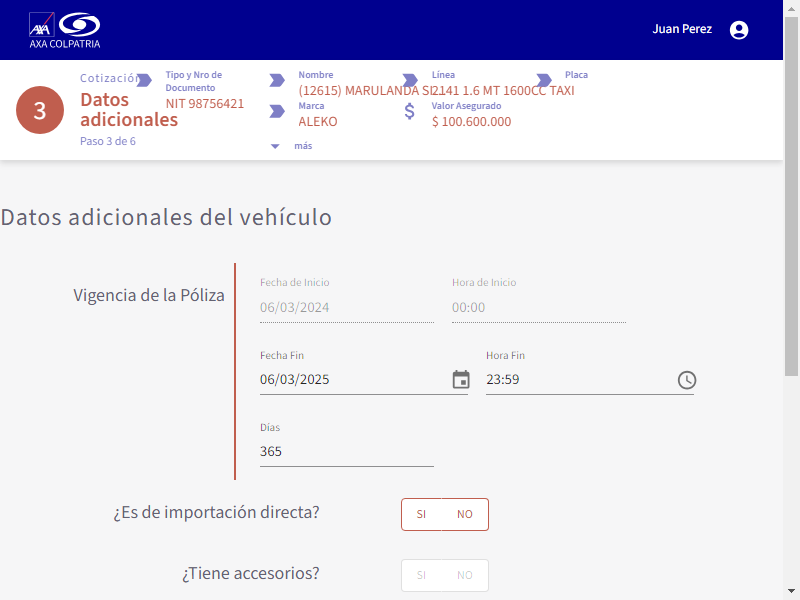 AXA
AXA COLPATRIA
Juan Perez
3
Cotización
Datos
adicionales
Paso 3 de 6
Tipo y Nro de
Documento
NIT 98756421
Nombre
(12615) MARULANDA SI
Marca
ALEKO
más
Línea
2141 1.6 MT 1600CC TAXI
Valor Asegurado
$ 100.600.000
Placa
Datos adicionales del vehículo
Vigencia de la Póliza
Fecha de Inicio
06/03/2024
Hora de Inicio
00:00
Fecha Fin
06/03/2025
Hora Fin
23:59
Días
365
¿Es de importación directa?
SI NO
¿Tiene accesorios?
SI NO